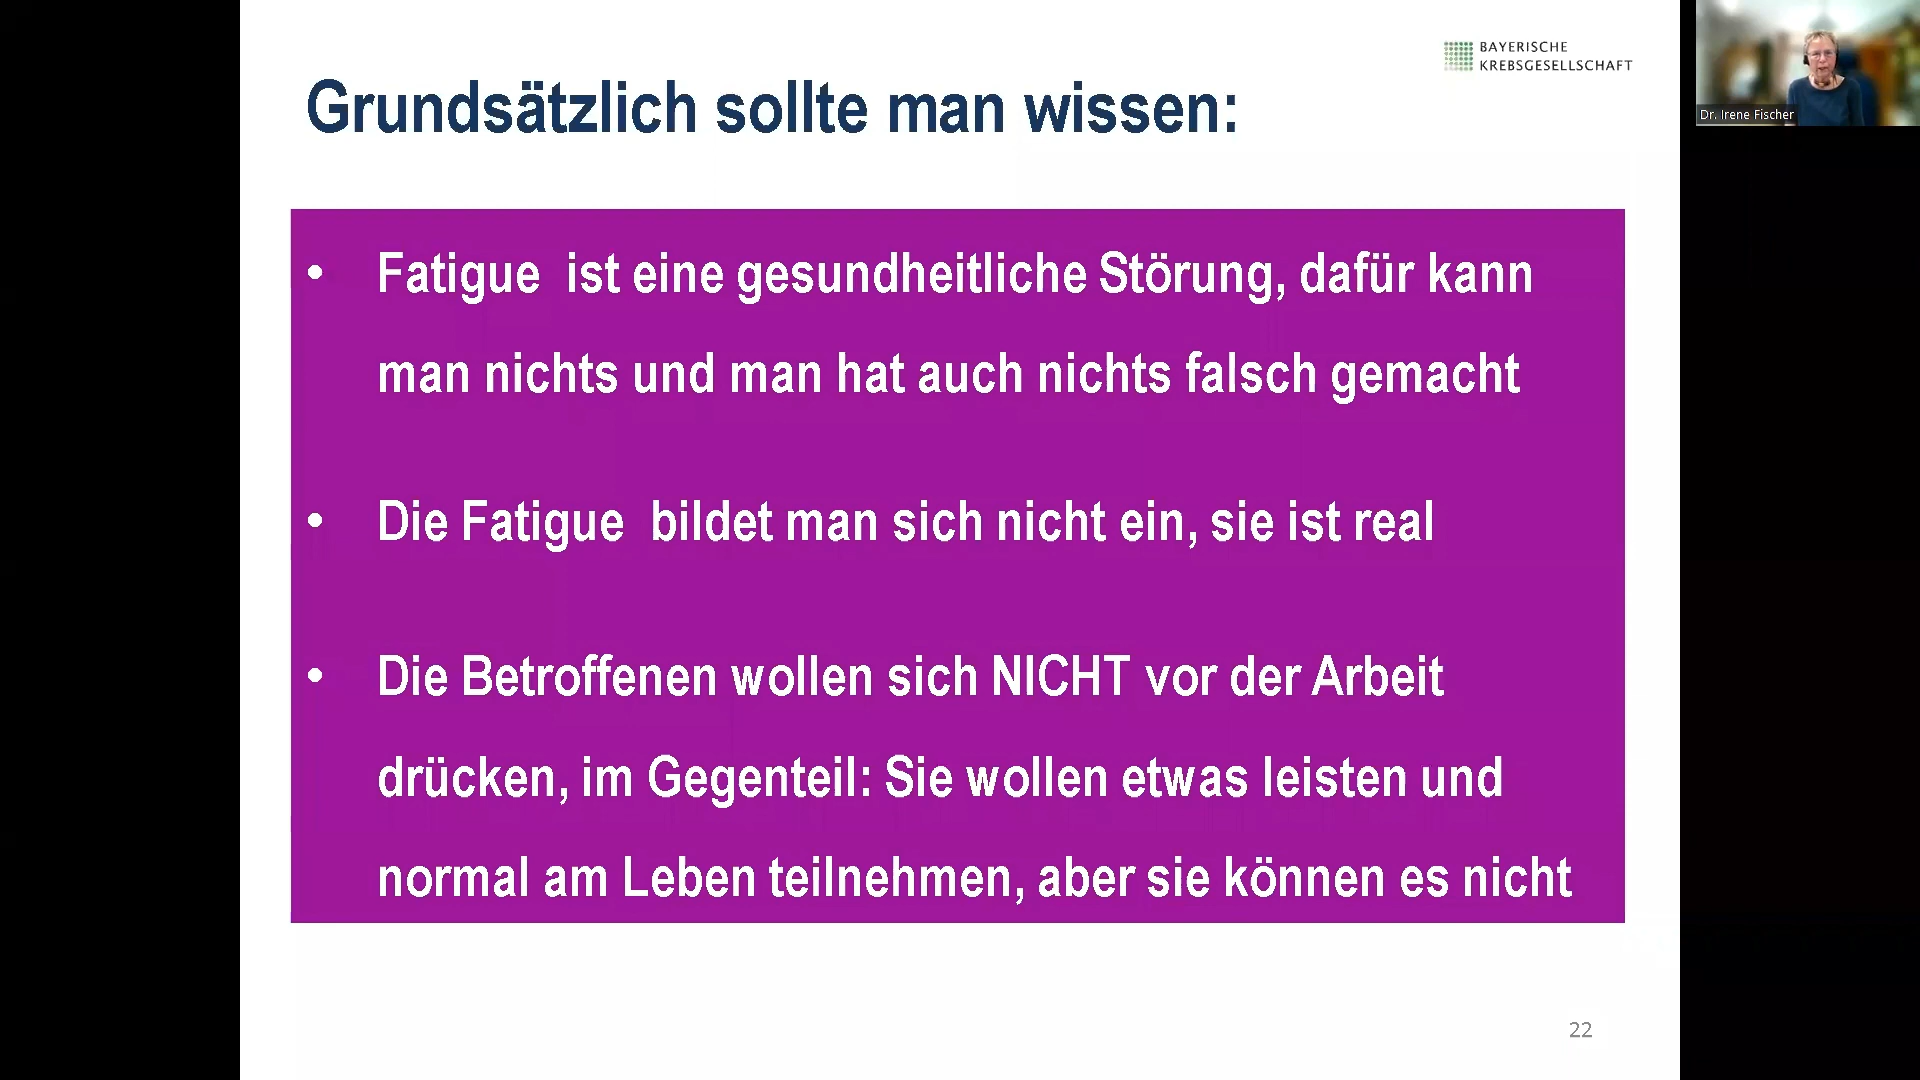 BAYERISCHE
KREBSGESELLSCHAFT
Dr. Irene Fischer
Grundsätzlich sollte man wissen:
• Fatigue ist eine gesundheitliche Störung, dafür kann
man nichts und man hat auch nichts falsch gemacht
• Die Fatigue bildet man sich nicht ein, sie ist real
• Die Betroffenen wollen sich NICHT vor der Arbeit
drücken, im Gegenteil: Sie wollen etwas leisten und
normal am Leben teilnehmen, aber sie können es nicht
22